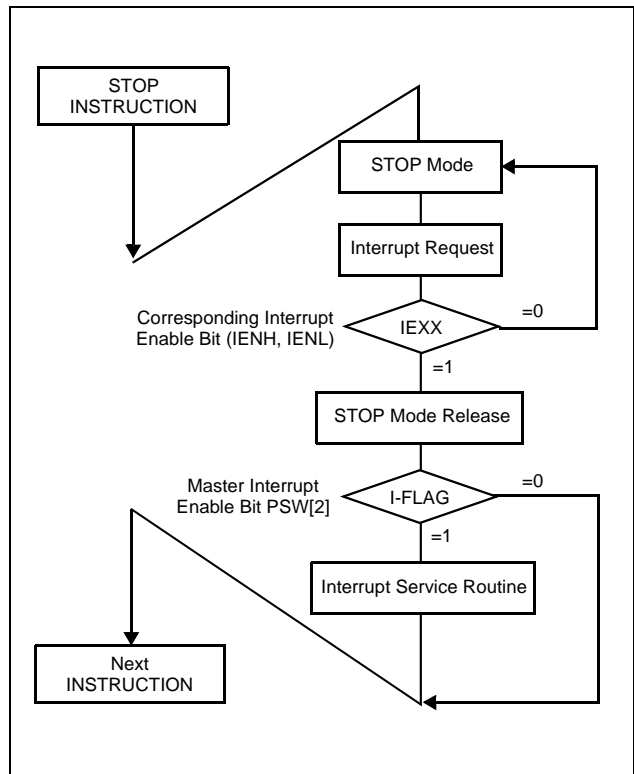 STOP
INSTRUCTION
STOP Mode
Interrupt Request
Corresponding Interrupt
Enable Bit (IENH, IENL)
IEXX
=0
=1
STOP Mode Release
Master Interrupt
Enable Bit PSW[2]
I-FLAG
=0
=1
Interrupt Service Routine
Next
INSTRUCTION